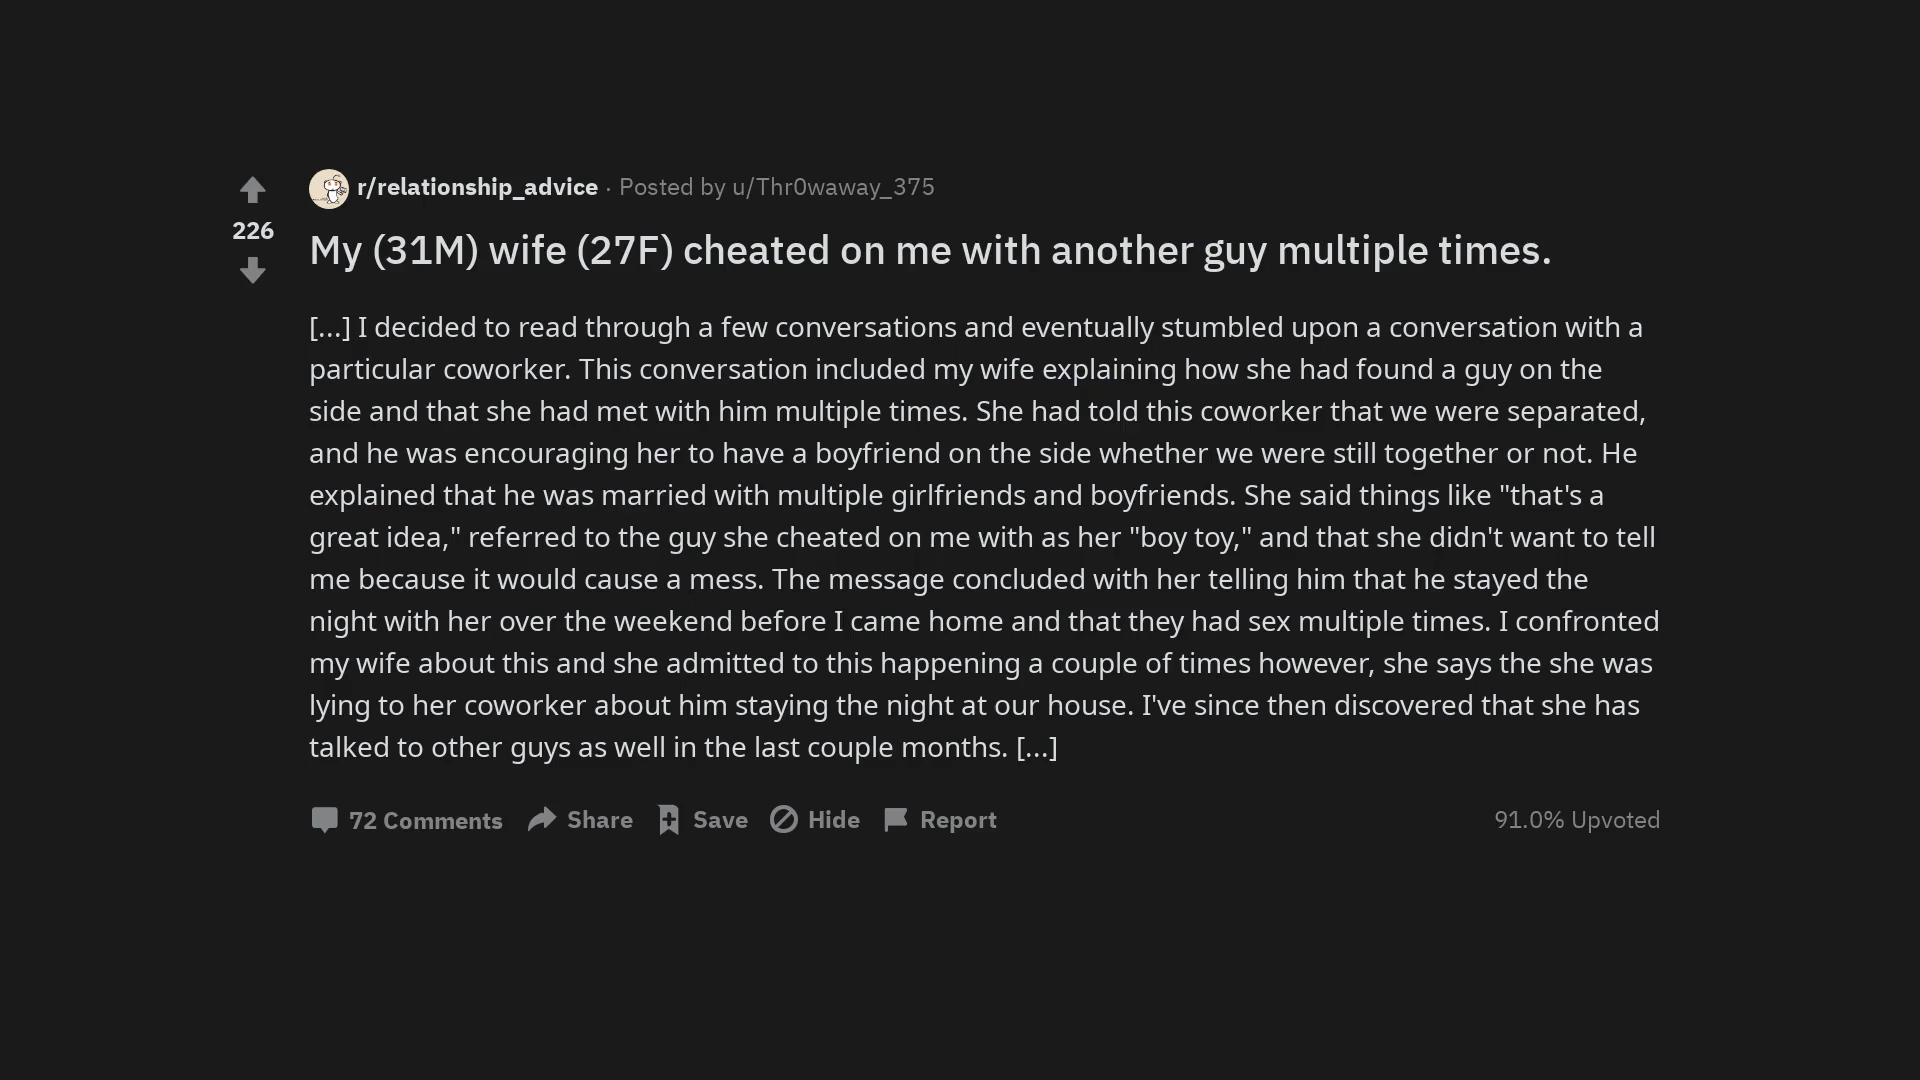 r/relationship_advice · Posted by u/Thr0waway_375
226
My (31M) wife (27F) cheated on me with another guy multiple times.
[...] I decided to read through a few conversations and eventually stumbled upon a conversation with a
particular coworker. This conversation included my wife explaining how she had found a guy on the
side and that she had met with him multiple times. She had told this coworker that we were separated,
and he was encouraging her to have a boyfriend on the side whether we were still together or not. He
explained that he was married with multiple girlfriends and boyfriends. She said things like "that's a
great idea," referred to the guy she cheated on me with as her "boy toy," and that she didn't want to tell
me because it would cause a mess. The message concluded with her telling him that he stayed the
night with her over the weekend before I came home and that they had sex multiple times. I confronted
my wife about this and she admitted to this happening a couple of times however, she says the she was
lying to her coworker about him staying the night at our house. I've since then discovered that she has
talked to other guys as well in the last couple months. [...]
72 Comments Share Save Hide Report 91.0% Upvoted